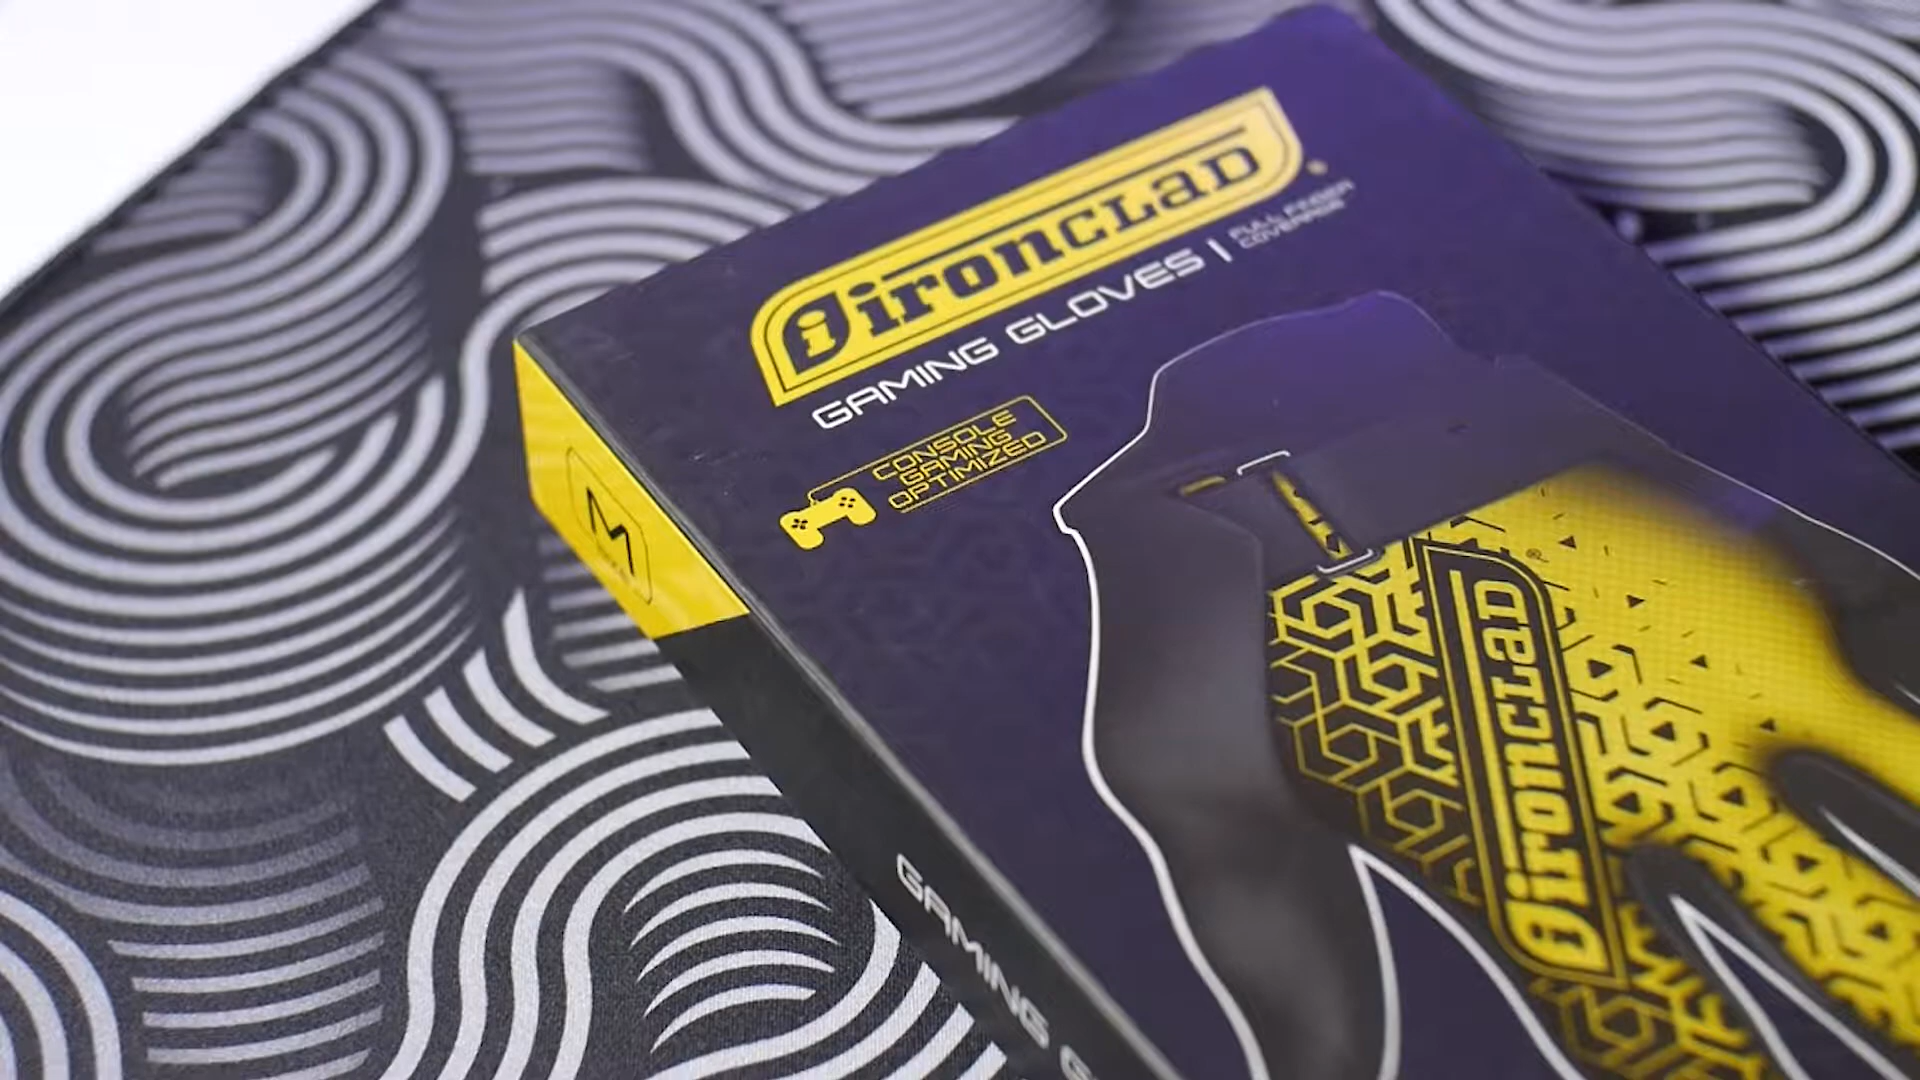 ironclad
GAMING GLOVES | FULL FINGER
COVERAGE
CONSOLE
GAMING
OPTIMIZED
M
ironclad
®
GAMING G